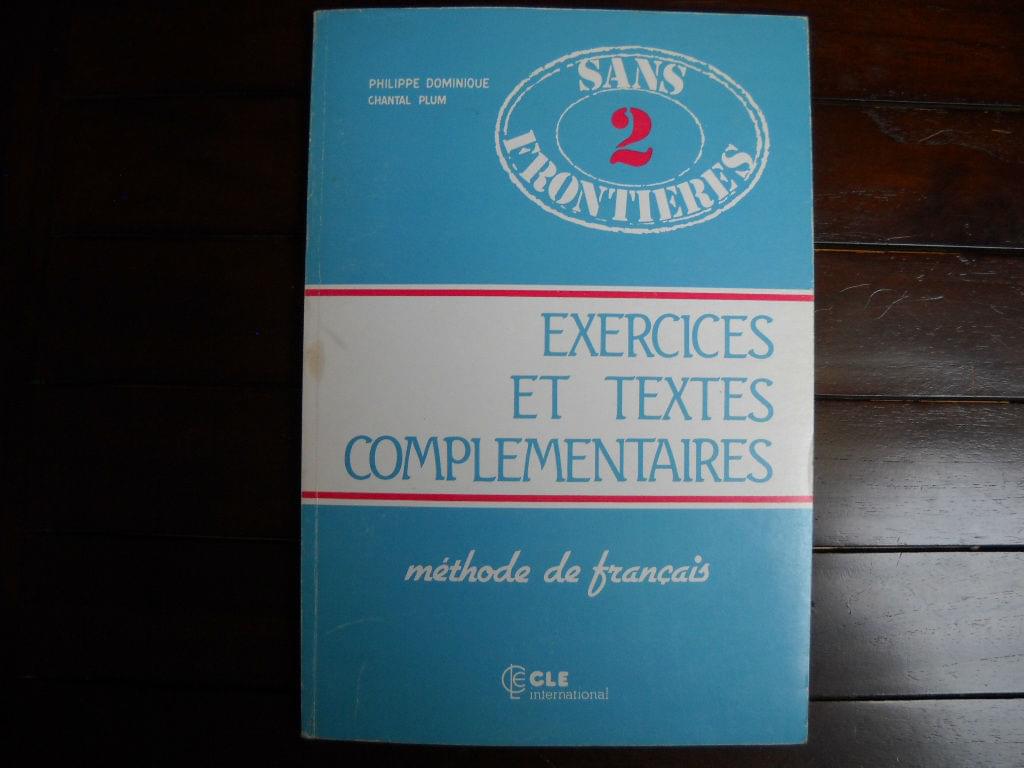 PHILIPPE DOMINIQUE
CHANTAL PLUM
SANS
2
FRONTIERES
EXERCICES
ET TEXTES
COMPLEMENTAIRES
méthode de français
CLE
international